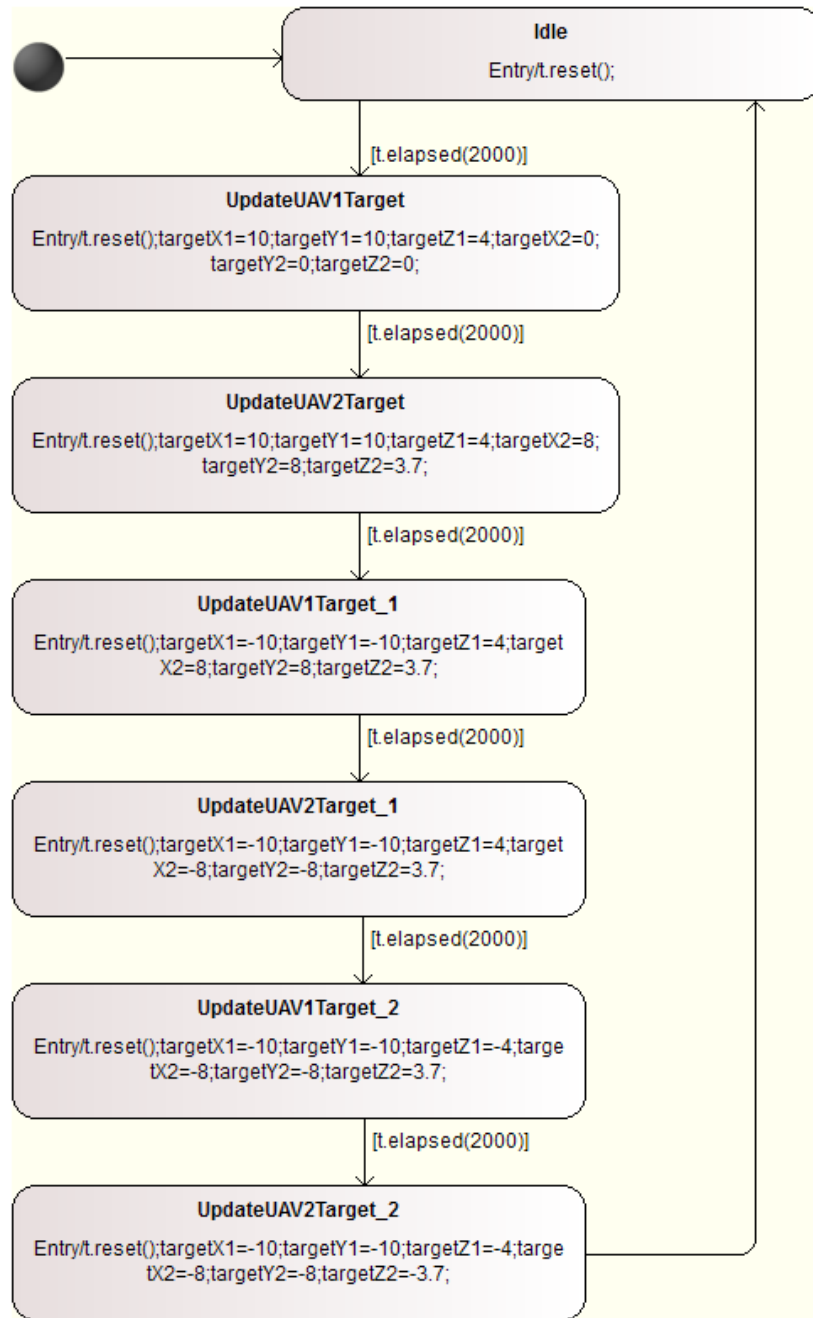 Idle
Entry/t.reset();
[t.elapsed(2000)]
UpdateUAV1Target
Entry/t.reset();targetX1=10;targetY1=10;targetZ1=4;targetX2=0;
targetY2=0;targetZ2=0;
[t.elapsed(2000)]
UpdateUAV2Target
Entry/t.reset();targetX1=10;targetY1=10;targetZ1=4;targetX2=8;
targetY2=8;targetZ2=3.7;
[t.elapsed(2000)]
UpdateUAV1Target_1
Entry/t.reset();targetX1=-10;targetY1=-10;targetZ1=4;target
X2=8;targetY2=8;targetZ2=3.7;
[t.elapsed(2000)]
UpdateUAV2Target_1
Entry/t.reset();targetX1=-10;targetY1=-10;targetZ1=4;target
X2=-8;targetY2=-8;targetZ2=3.7;
[t.elapsed(2000)]
UpdateUAV1Target_2
Entry/t.reset();targetX1=-10;targetY1=-10;targetZ1=-4;targe
tX2=-8;targetY2=-8;targetZ2=3.7;
[t.elapsed(2000)]
UpdateUAV2Target_2
Entry/t.reset();targetX1=-10;targetY1=-10;targetZ1=-4;targe
tX2=-8;targetY2=-8;targetZ2=-3.7;